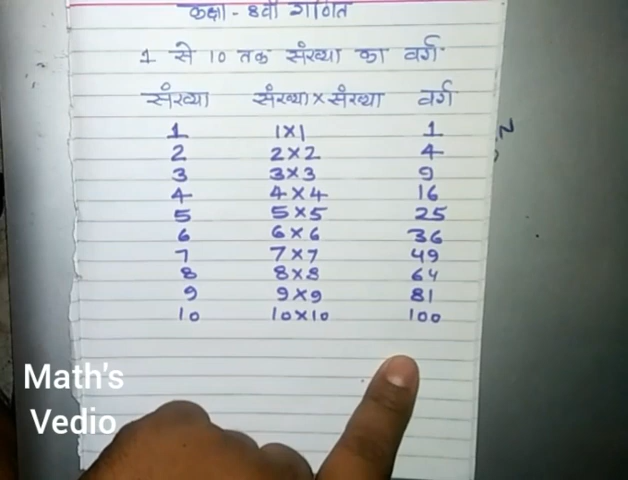 कक्षा - 8वीं गणित
1 से 10 तक संख्या का वर्ग
संख्या संख्या × संख्या वर्ग
1 1×1 1
2 2×2 4
3 3×3 9
4 4×4 16
5 5×5 25
6 6×6 36
7 7×7 49
8 8×8 64
9 9×9 81
10 10×10 100
Math's
Vedio